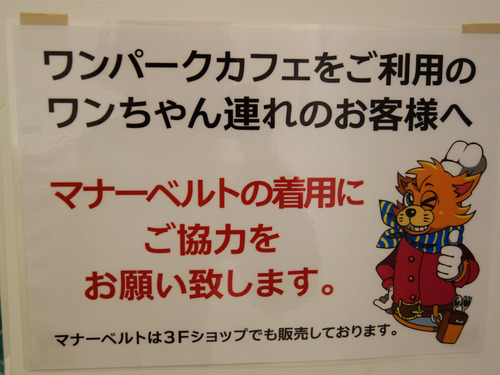 ワンパークカフェをご利用の
ワンちゃん連れのお客様へ
マナーベルトの着用に
ご協力を
お願い致します。
マナーベルトは3Fショップでも販売しております。